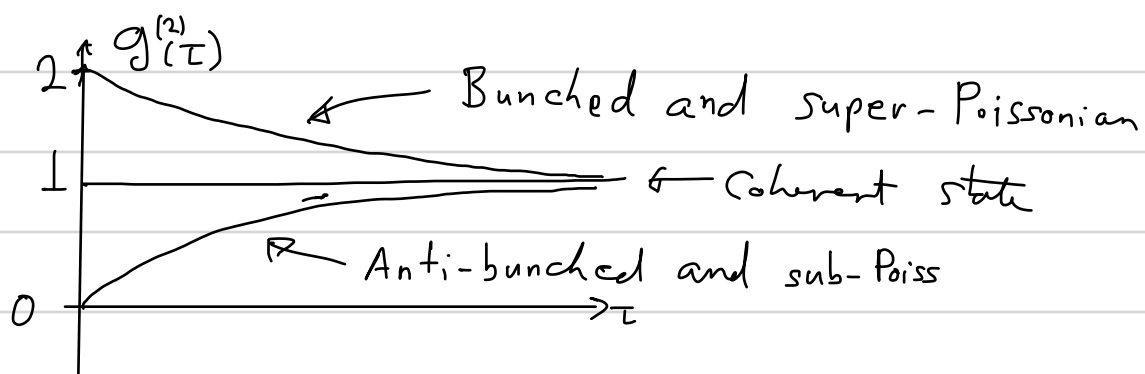 g⁽²⁾(τ)
2
Bunched and super-Poissonian
1
Coherent state
Anti-bunched and sub-Poiss
0
τ